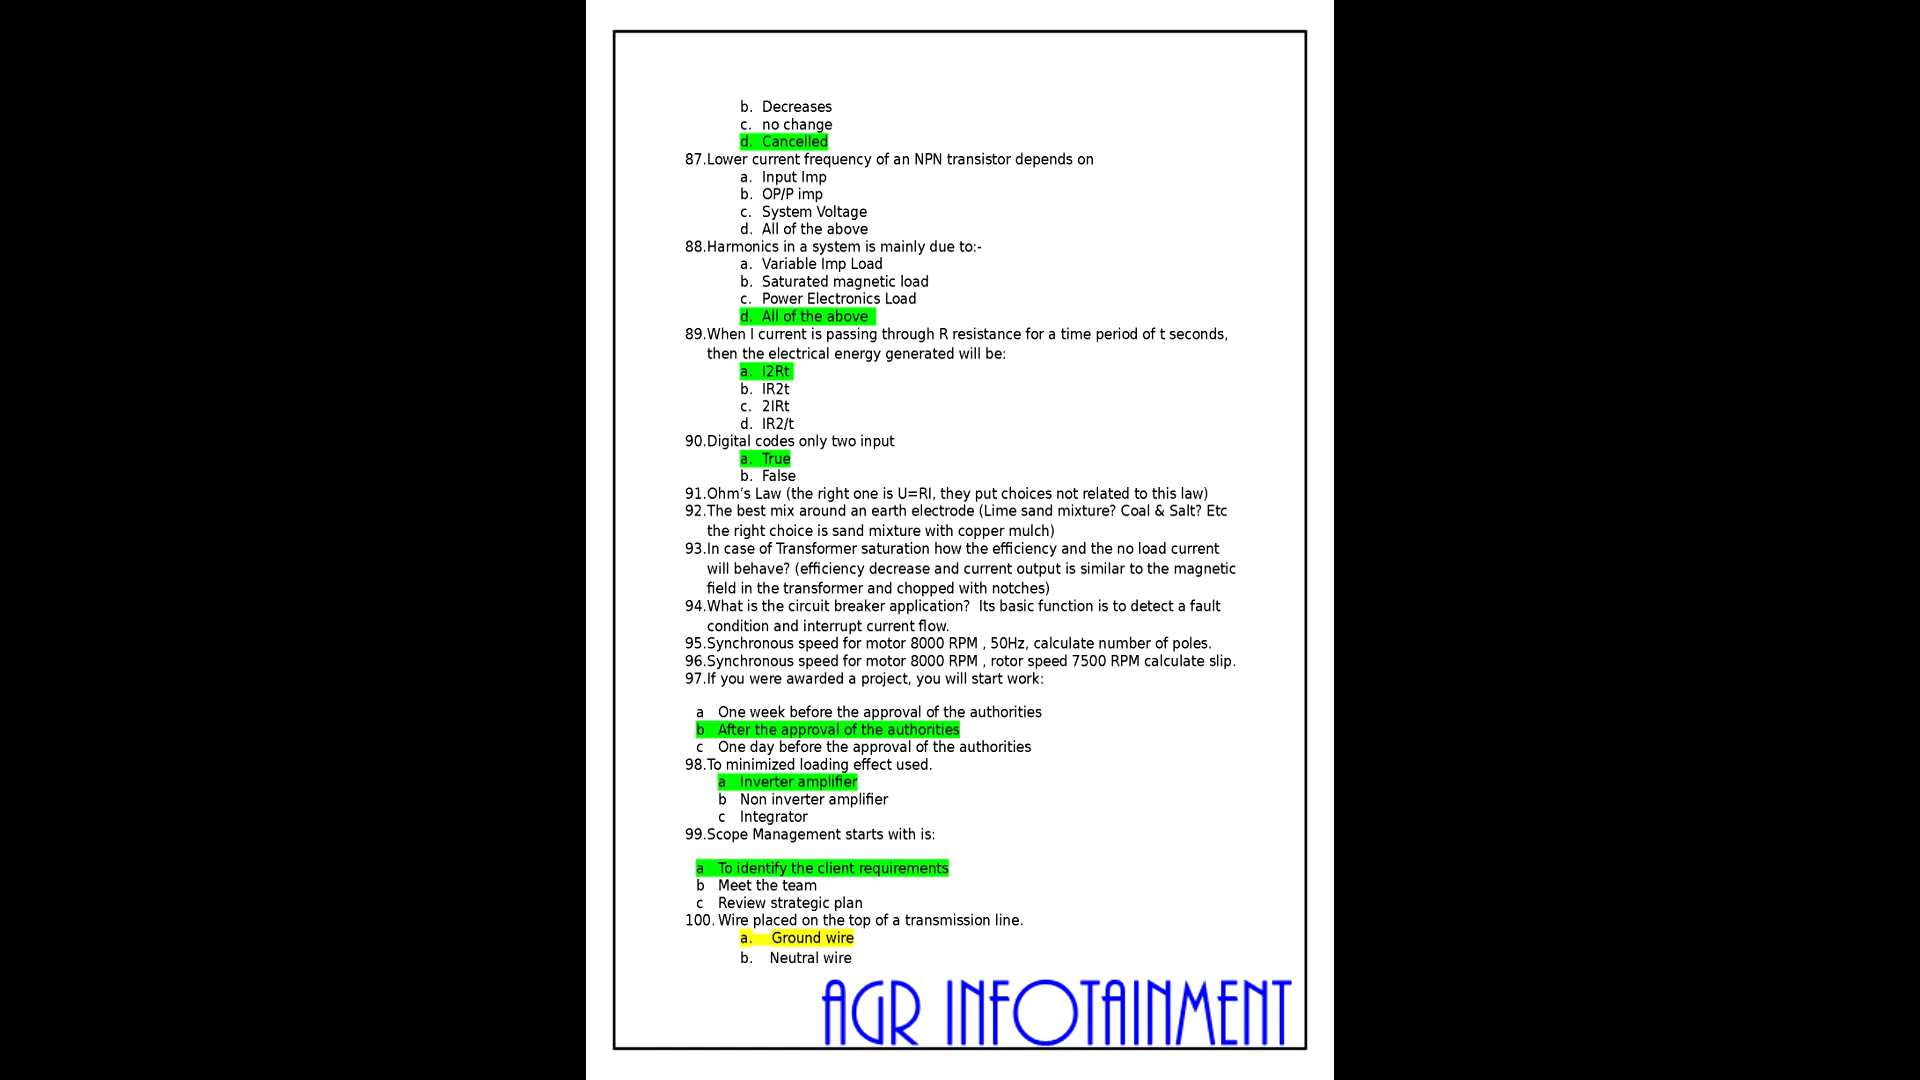 b. Decreases
c. no change
d. Cancelled
87.Lower current frequency of an NPN transistor depends on
a. Input Imp
b. OP/P imp
c. System Voltage
d. All of the above
88.Harmonics in a system is mainly due to:-
a. Variable Imp Load
b. Saturated magnetic load
c. Power Electronics Load
d. All of the above
89.When I current is passing through R resistance for a time period of t seconds,
then the electrical energy generated will be:
a. I2Rt
b. IR2t
c. 2IRt
d. IR2/t
90.Digital codes only two input
a. True
b. False
91.Ohm's Law (the right one is U=RI, they put choices not related to this law)
92.The best mix around an earth electrode (Lime sand mixture? Coal & Salt? Etc
the right choice is sand mixture with copper mulch)
93.In case of Transformer saturation how the efficiency and the no load current
will behave? (efficiency decrease and current output is similar to the magnetic
field in the transformer and chopped with notches)
94.What is the circuit breaker application?  Its basic function is to detect a fault
condition and interrupt current flow.
95.Synchronous speed for motor 8000 RPM , 50Hz, calculate number of poles.
96.Synchronous speed for motor 8000 RPM , rotor speed 7500 RPM calculate slip.
97.If you were awarded a project, you will start work:
a One week before the approval of the authorities
b After the approval of the authorities
c One day before the approval of the authorities
98.To minimized loading effect used.
a Inverter amplifier
b Non inverter amplifier
c Integrator
99.Scope Management starts with is:
a To identify the client requirements
b Meet the team
c Review strategic plan
100. Wire placed on the top of a transmission line.
a. Ground wire
b. Neutral wire
AGR INFOTAINMENT